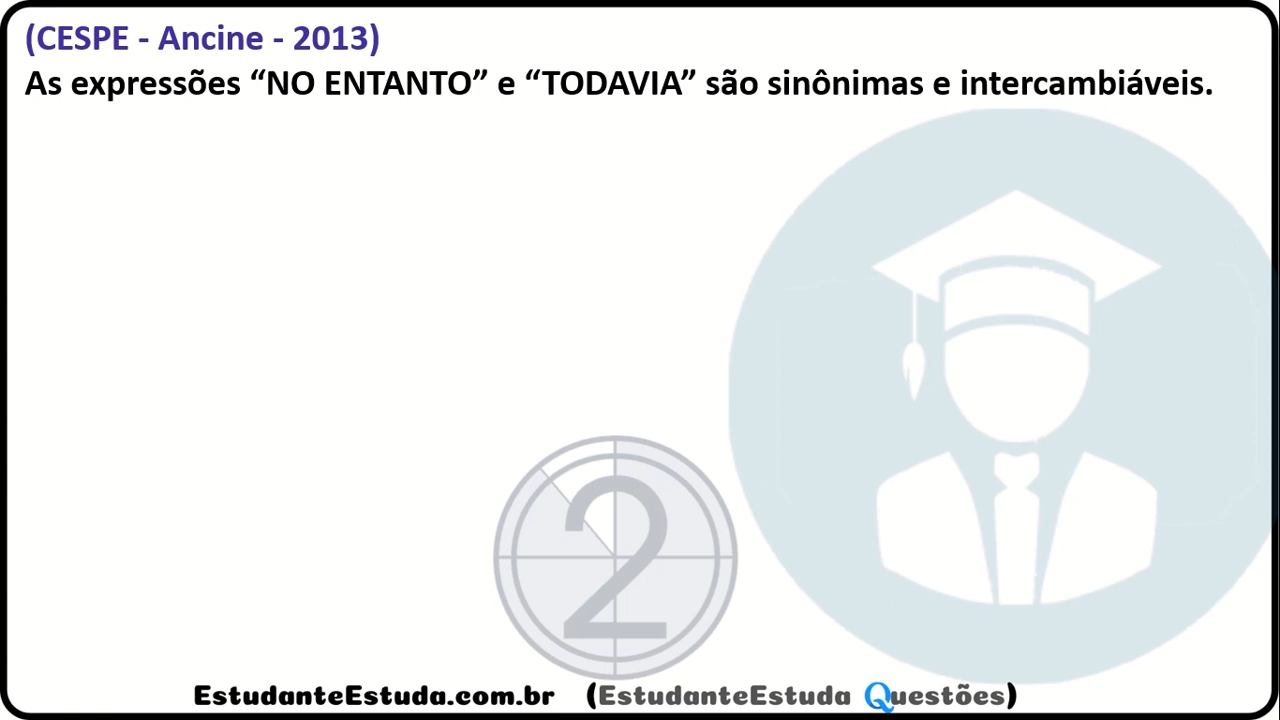 (CESPE - Ancine - 2013)
As expressões “NO ENTANTO” e “TODAVIA” são sinônimas e intercambiáveis.
2
EstudanteEstuda.com.br (EstudanteEstuda Questões)